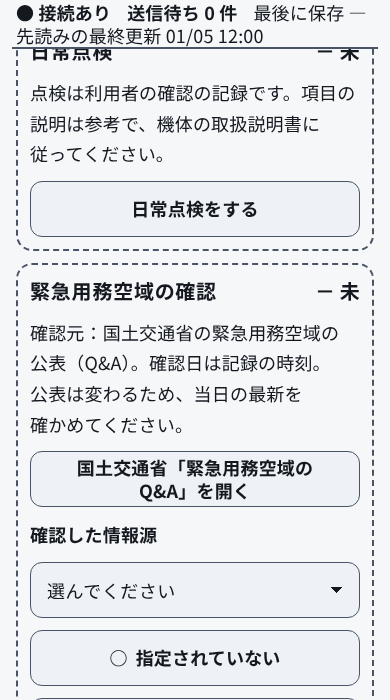 ● 接続あり 送信待ち 0 件 最後に保存 —
先読みの最終更新 01/05 12:00
日常点検 − 未
点検は利用者の確認の記録です。項目の
説明は参考で、機体の取扱説明書に
従ってください。
日常点検をする
緊急用務空域の確認 − 未
確認元：国土交通省の緊急用務空域の
公表（Q&A）。確認日は記録の時刻。
公表は変わるため、当日の最新を
確かめてください。
国土交通省「緊急用務空域の
Q&A」を開く
確認した情報源
選んでください
○ 指定されていない